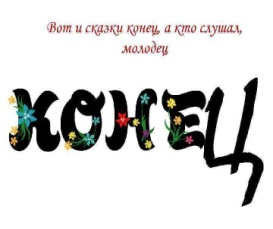 Вот и сказки конец, а кто слушал,
молодец
КОНЕЦ